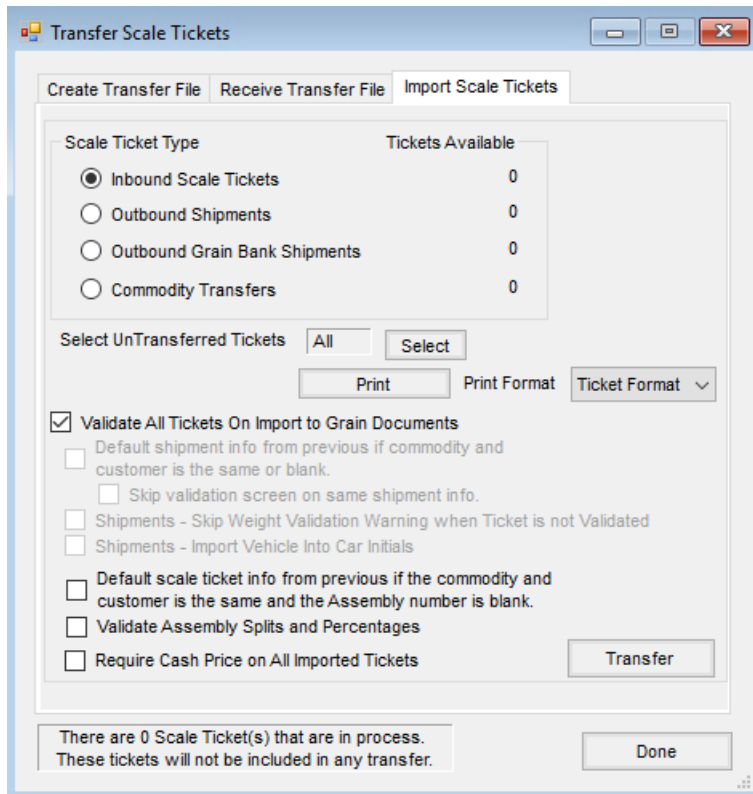 Transfer Scale Tickets
Create Transfer File Receive Transfer File Import Scale Tickets
Scale Ticket Type Tickets Available
Inbound Scale Tickets 0
Outbound Shipments 0
Outbound Grain Bank Shipments 0
Commodity Transfers 0
Select UnTransferred Tickets All Select
Print Print Format Ticket Format
Validate All Tickets On Import to Grain Documents
Default shipment info from previous if commodity and
customer is the same or blank.
Skip validation screen on same shipment info.
Shipments - Skip Weight Validation Warning when Ticket is not Validated
Shipments - Import Vehicle Into Car Initials
Default scale ticket info from previous if the commodity and
customer is the same and the Assembly number is blank.
Validate Assembly Splits and Percentages
Require Cash Price on All Imported Tickets Transfer
There are 0 Scale Ticket(s) that are in process.
These tickets will not be included in any transfer.
Done